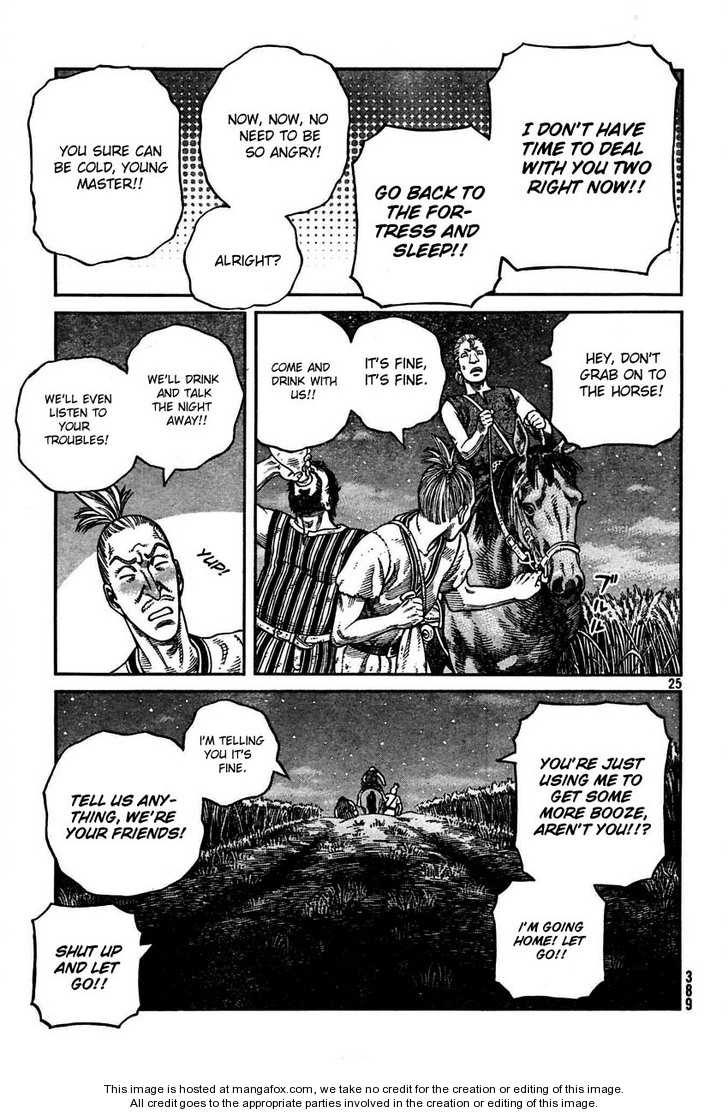 I DON'T HAVE
TIME TO DEAL
WITH YOU TWO
RIGHT NOW!!
GO BACK TO
THE FOR-
TRESS AND
SLEEP!!
NOW, NOW, NO
NEED TO BE
SO ANGRY!
ALRIGHT?
YOU SURE CAN
BE COLD, YOUNG
MASTER!!
HEY, DON'T
GRAB ON TO
THE HORSE!
IT'S FINE,
IT'S FINE.
COME AND
DRINK WITH
US!!
グッ
25
WE'LL DRINK
AND TALK
THE NIGHT
AWAY!!
WE'LL EVEN
LISTEN TO
YOUR
TROUBLES!
YUP!
YOU'RE JUST
USING ME TO
GET SOME
MORE BOOZE,
AREN'T YOU!!?
I'M GOING
HOME! LET
GO!!
I'M TELLING
YOU IT'S
FINE.
TELL US ANY-
THING, WE'RE
YOUR FRIENDS!
SHUT UP
AND LET
GO!!
389
This image is hosted at mangafox.com, we take no credit for the creation or editing of this image.
All credit goes to the appropriate parties involved in the creation or editing of this image.